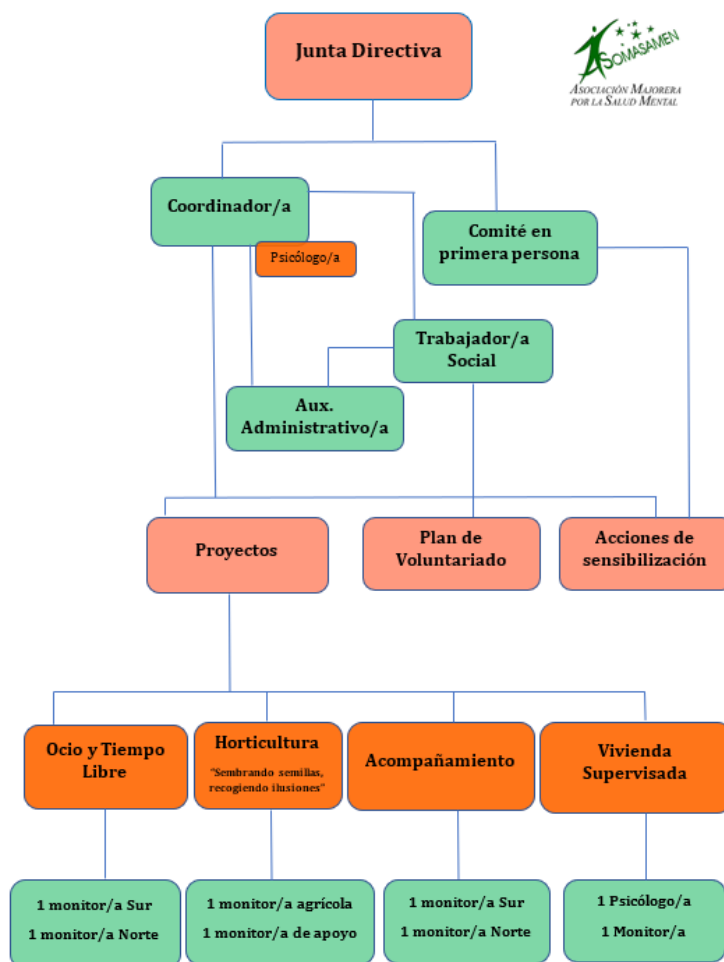 Junta Directiva
ASOMASAMEN
ASOCIACIÓN MAJORERA
POR LA SALUD MENTAL
Coordinador/a
Psicólogo/a
Comité en
primera persona
Trabajador/a
Social
Aux.
Administrativo/a
Proyectos
Plan de
Voluntariado
Acciones de
sensibilización
Ocio y Tiempo
Libre
Horticultura
"Sembrando semillas,
recogiendo ilusiones"
Acompañamiento
Vivienda
Supervisada
1 monitor/a Sur
1 monitor/a Norte
1 monitor/a agrícola
1 monitor/a de apoyo
1 monitor/a Sur
1 monitor/a Norte
1 Psicólogo/a
1 Monitor/a